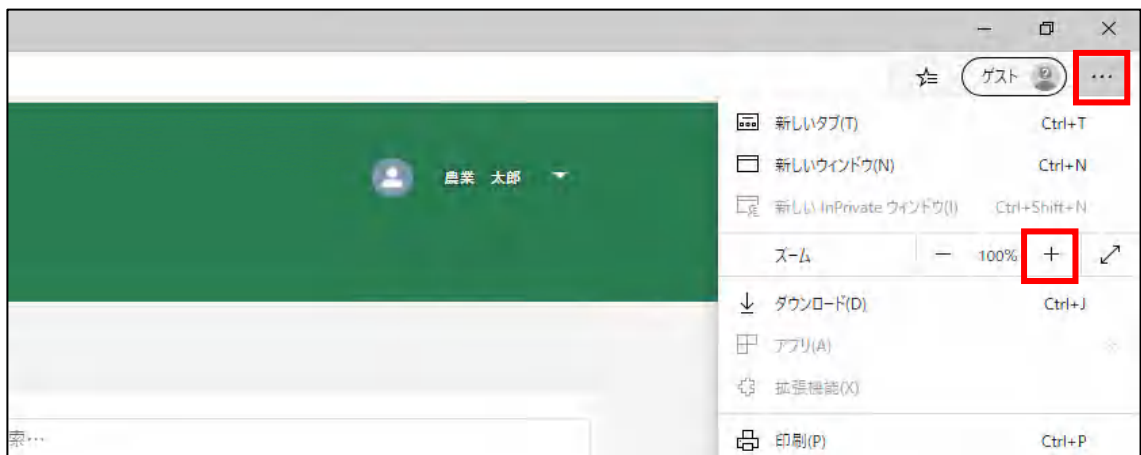 ゲスト
新しいタブ(T) Ctrl+T
農業 太郎
新しいウィンドウ(N) Ctrl+N
新しい InPrivate ウィンドウ(I) Ctrl+Shift+N
ズーム － 100% ＋
ダウンロード(D) Ctrl+J
アプリ(A)
拡張機能(X)
索…
印刷(P) Ctrl+P